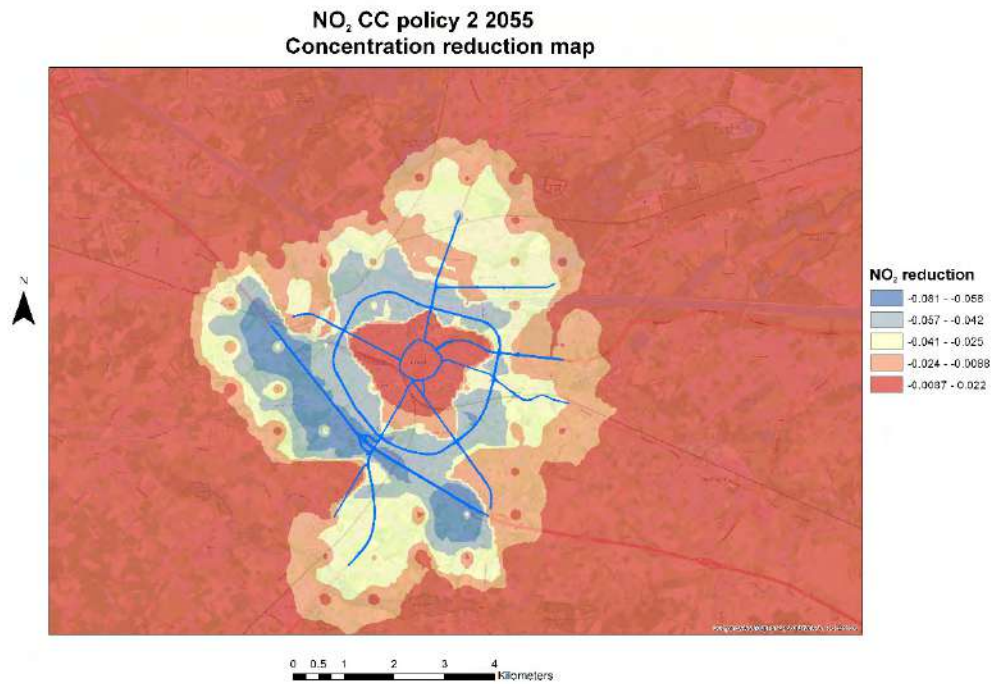 NO₂ CC policy 2 2055
Concentration reduction map
N
NO₂ reduction
-0.081 - -0.058
-0.057 - -0.042
-0.041 - -0.025
-0.024 - -0.0088
-0.0087 - 0.022
0 0.5 1 2 3 4
Kilometers